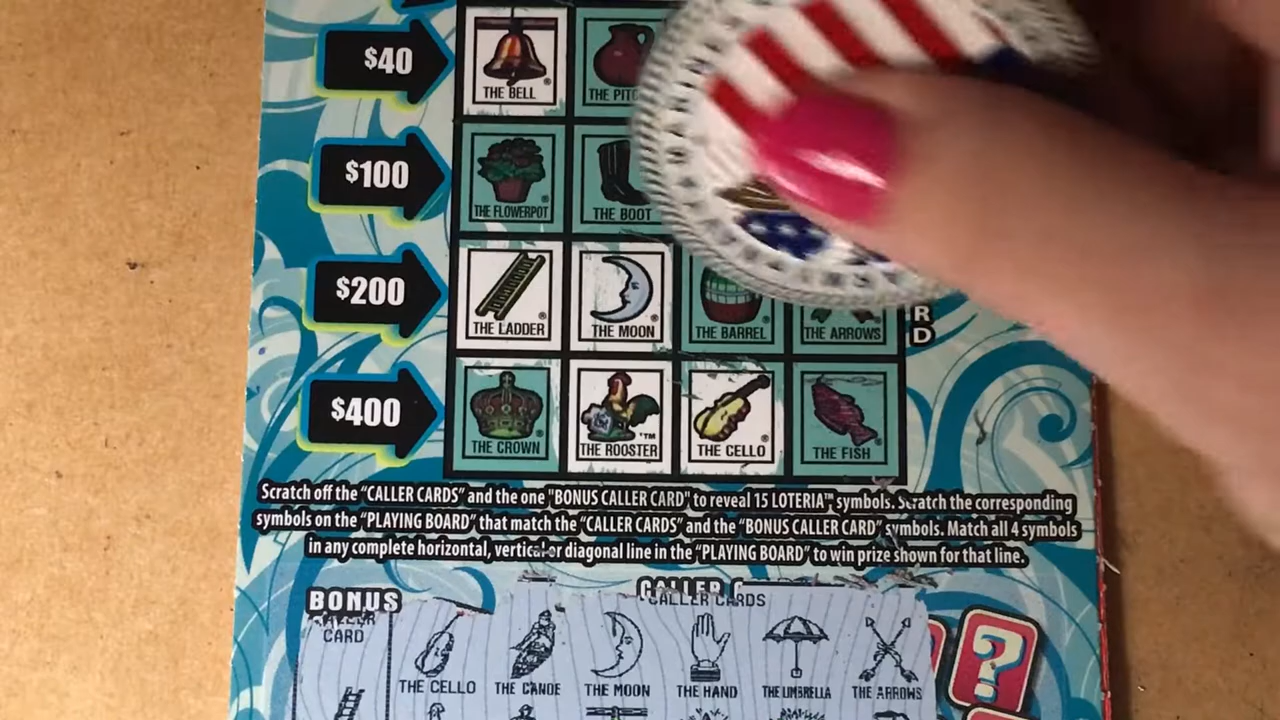 $40
THE BELL
$100
THE FLOWERPOT
THE BOOT
$200
THE LADDER
THE MOON
THE BARREL
THE ARROWS
$400
THE CROWN
THE ROOSTER
THE CELLO
THE FISH
Scratch off the "CALLER CARDS" and the one "BONUS CALLER CARD" to reveal 15 LOTERIA™ symbols. Scratch the corresponding
symbols on the "PLAYING BOARD" that match the "CALLER CARDS" and the "BONUS CALLER CARD" symbols. Match all 4 symbols
in any complete horizontal, vertical or diagonal line in the "PLAYING BOARD" to win prize shown for that line.
BONUS
CALLER
CARD
CALLER CARDS
THE CELLO
THE CANOE
THE MOON
THE HAND
THE UMBRELLA
THE ARROWS
?